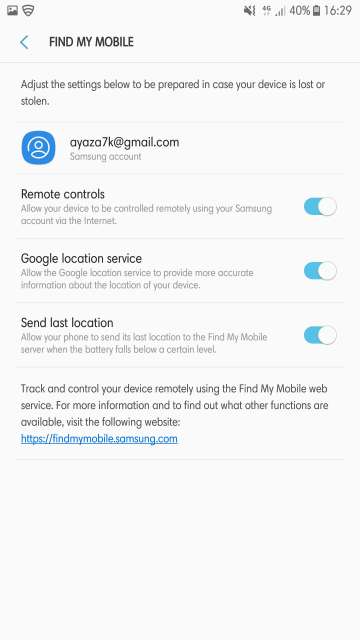 4G 40% 16:29
FIND MY MOBILE
Adjust the settings below to be prepared in case your device is lost or
stolen.
ayaza7k@gmail.com
Samsung account
Remote controls
Allow your device to be controlled remotely using your Samsung
account via the Internet.
Google location service
Allow the Google location service to provide more accurate
information about the location of your device.
Send last location
Allow your phone to send its last location to the Find My Mobile
server when the battery falls below a certain level.
Track and control your device remotely using the Find My Mobile web
service. For more information and to find out what other functions are
available, visit the following website:
https://findmymobile.samsung.com